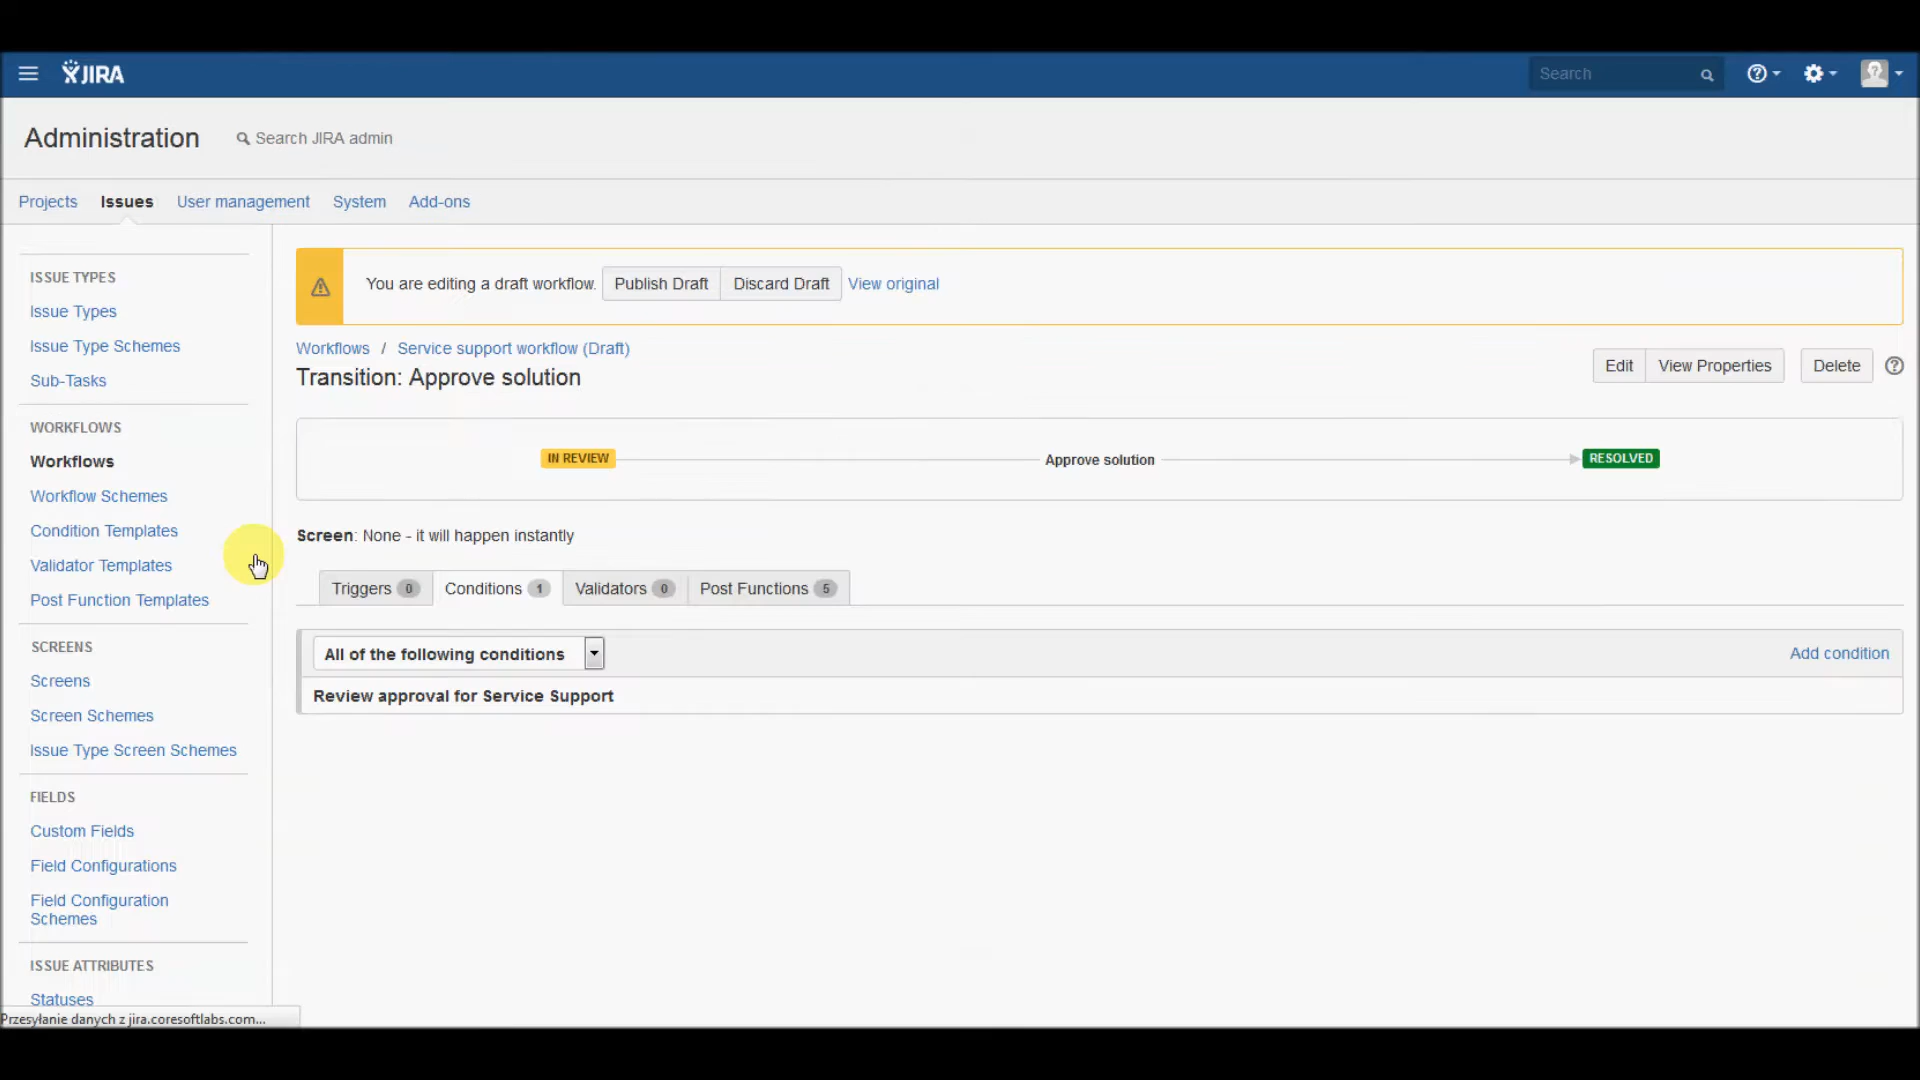 JIRA
Search
Administration
Search JIRA admin
Projects
Issues
User management
System
Add-ons
ISSUE TYPES
Issue Types
Issue Type Schemes
Sub-Tasks
WORKFLOWS
Workflows
Workflow Schemes
Condition Templates
Validator Templates
Post Function Templates
SCREENS
Screens
Screen Schemes
Issue Type Screen Schemes
FIELDS
Custom Fields
Field Configurations
Field Configuration
Schemes
ISSUE ATTRIBUTES
Statuses
Przesyłanie danych z jira.coresoftlabs.com...
You are editing a draft workflow. Publish Draft Discard Draft View original
Workflows / Service support workflow (Draft)
Transition: Approve solution
Edit View Properties Delete
IN REVIEW Approve solution RESOLVED
Screen: None - it will happen instantly
Triggers 0 Conditions 1 Validators 0 Post Functions 5
All of the following conditions Add condition
Review approval for Service Support